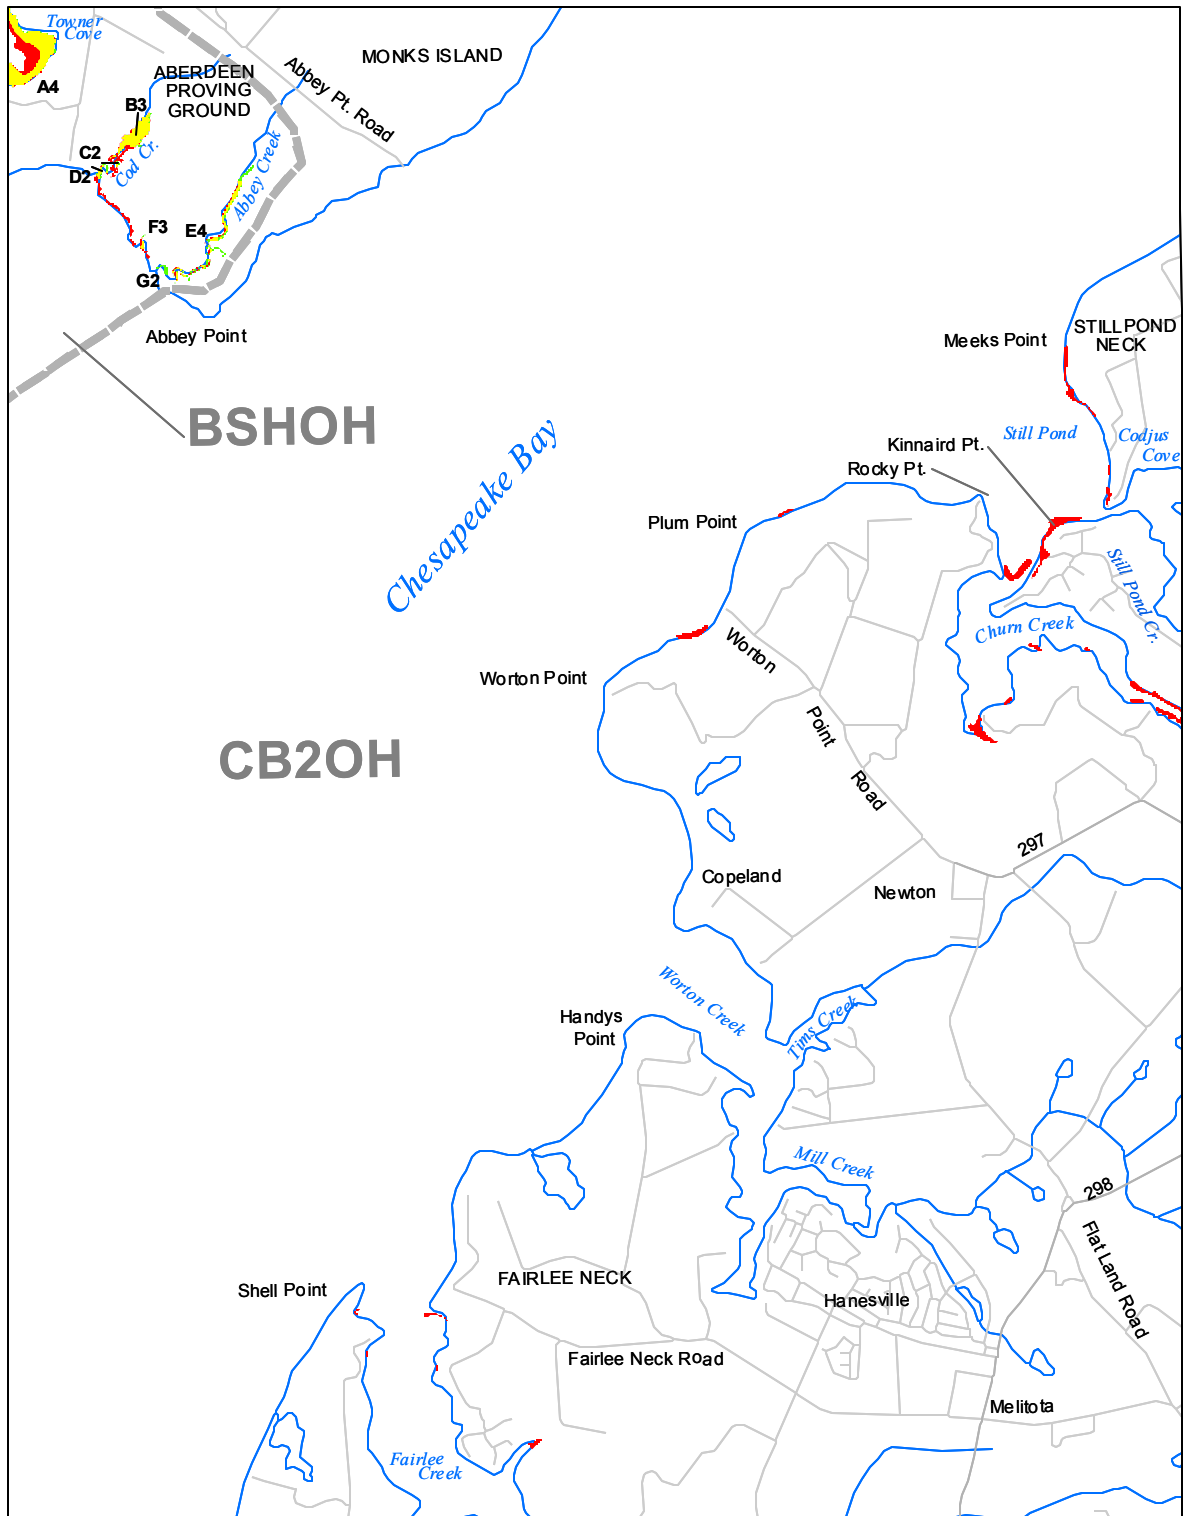 Towner
Cove
A4
ABERDEEN
PROVING
GROUND
MONKS ISLAND
Abbey Pt. Road
B3
C2
D2
Cod Cr.
Abbey Creek
F3
E4
G2
Abbey Point
BSHOH
Chesapeake Bay
Meeks Point
STILLPOND
NECK
Still Pond
Codjus
Cove
Kinnaird Pt.
Rocky Pt.
Plum Point
Still Pond Cr.
Churn Creek
Worton Point
Worton
Point
Road
CB2OH
297
Copeland
Newton
Worton Creek
Tims Creek
Handys
Point
Mill Creek
298
Flat Land Road
FAIRLEE NECK
Shell Point
Hanesville
Fairlee Neck Road
Melitota
Fairlee
Creek